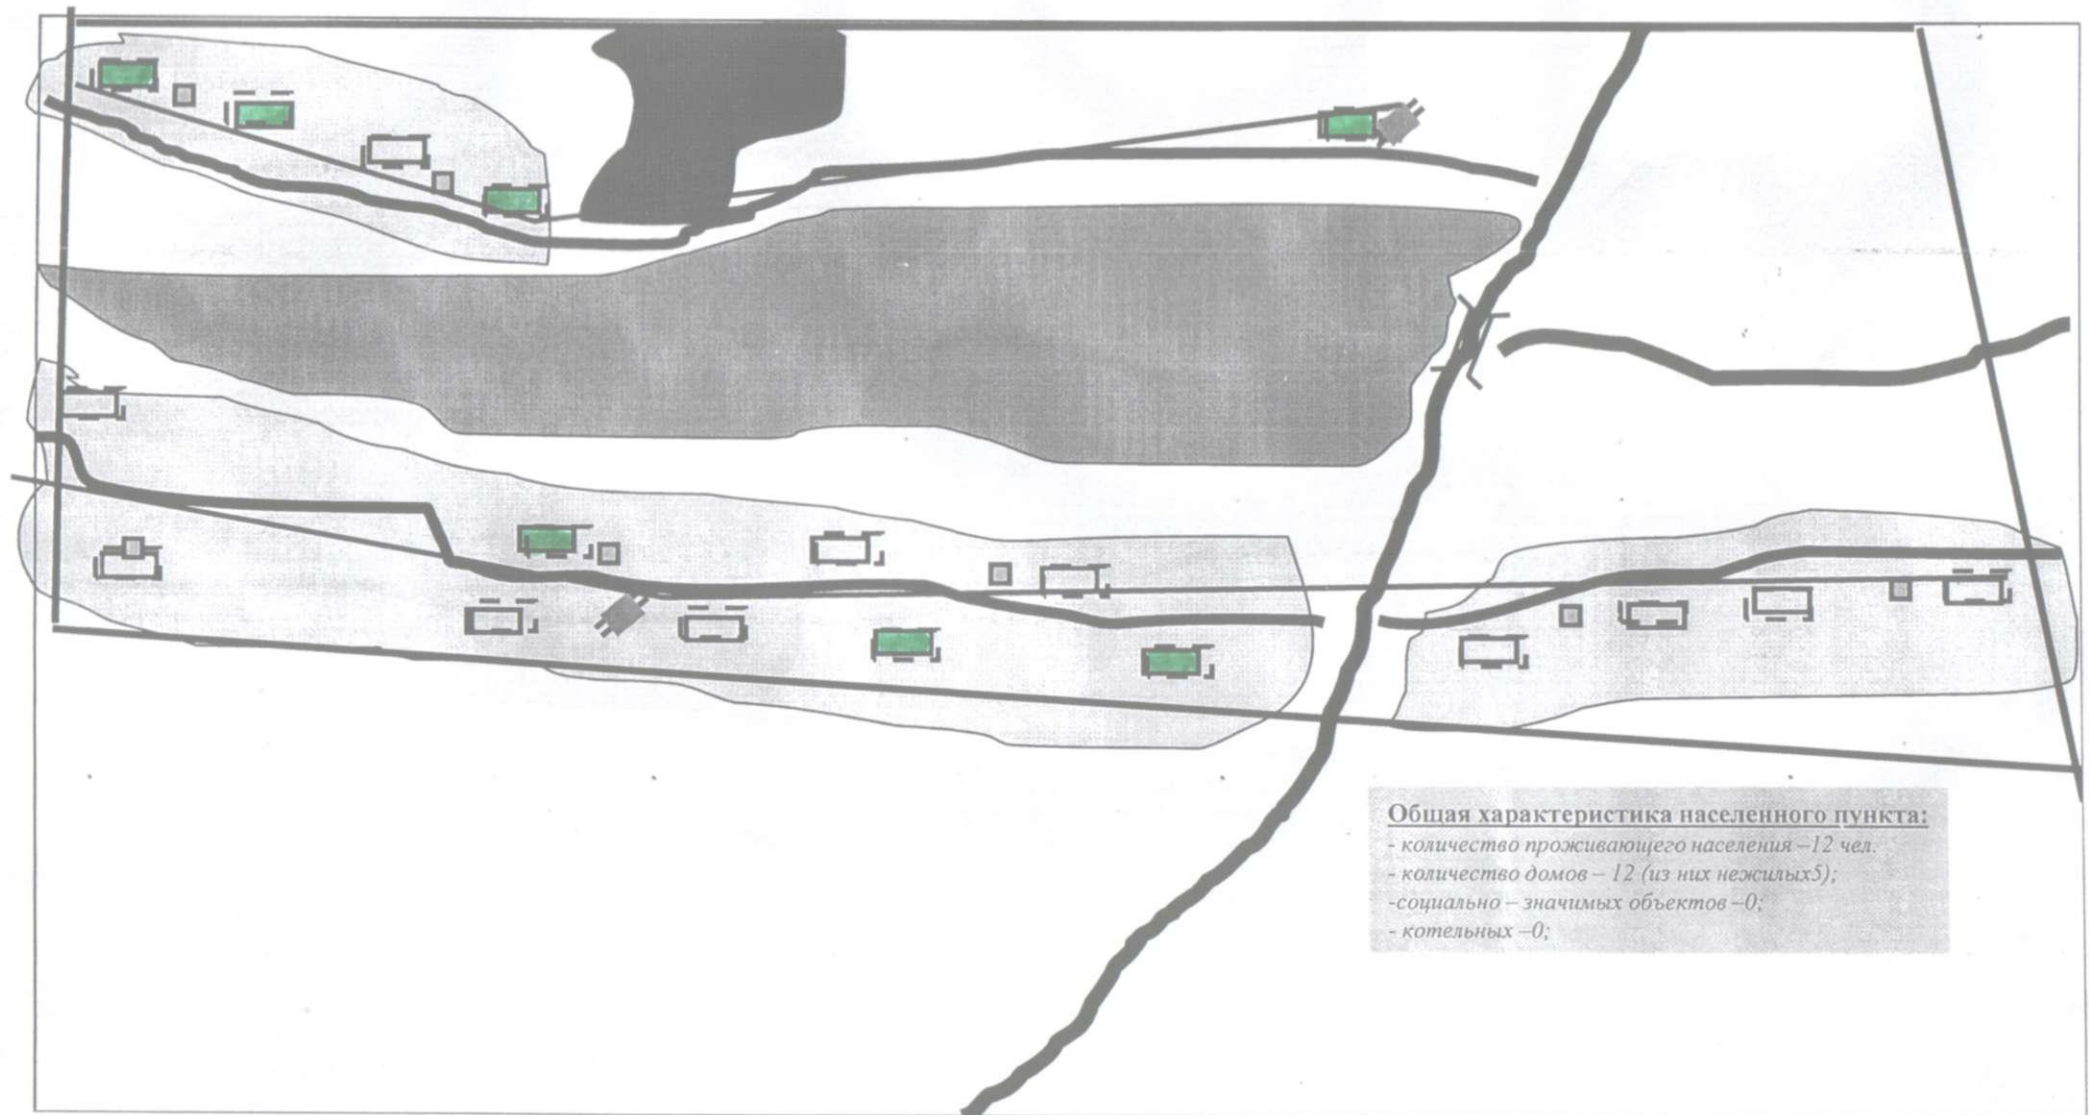 Общая характеристика населенного пункта:
- количество проживающего населения –12 чел.
- количество домов – 12 (из них нежилых5);
-социально – значимых объектов –0;
- котельных –0;